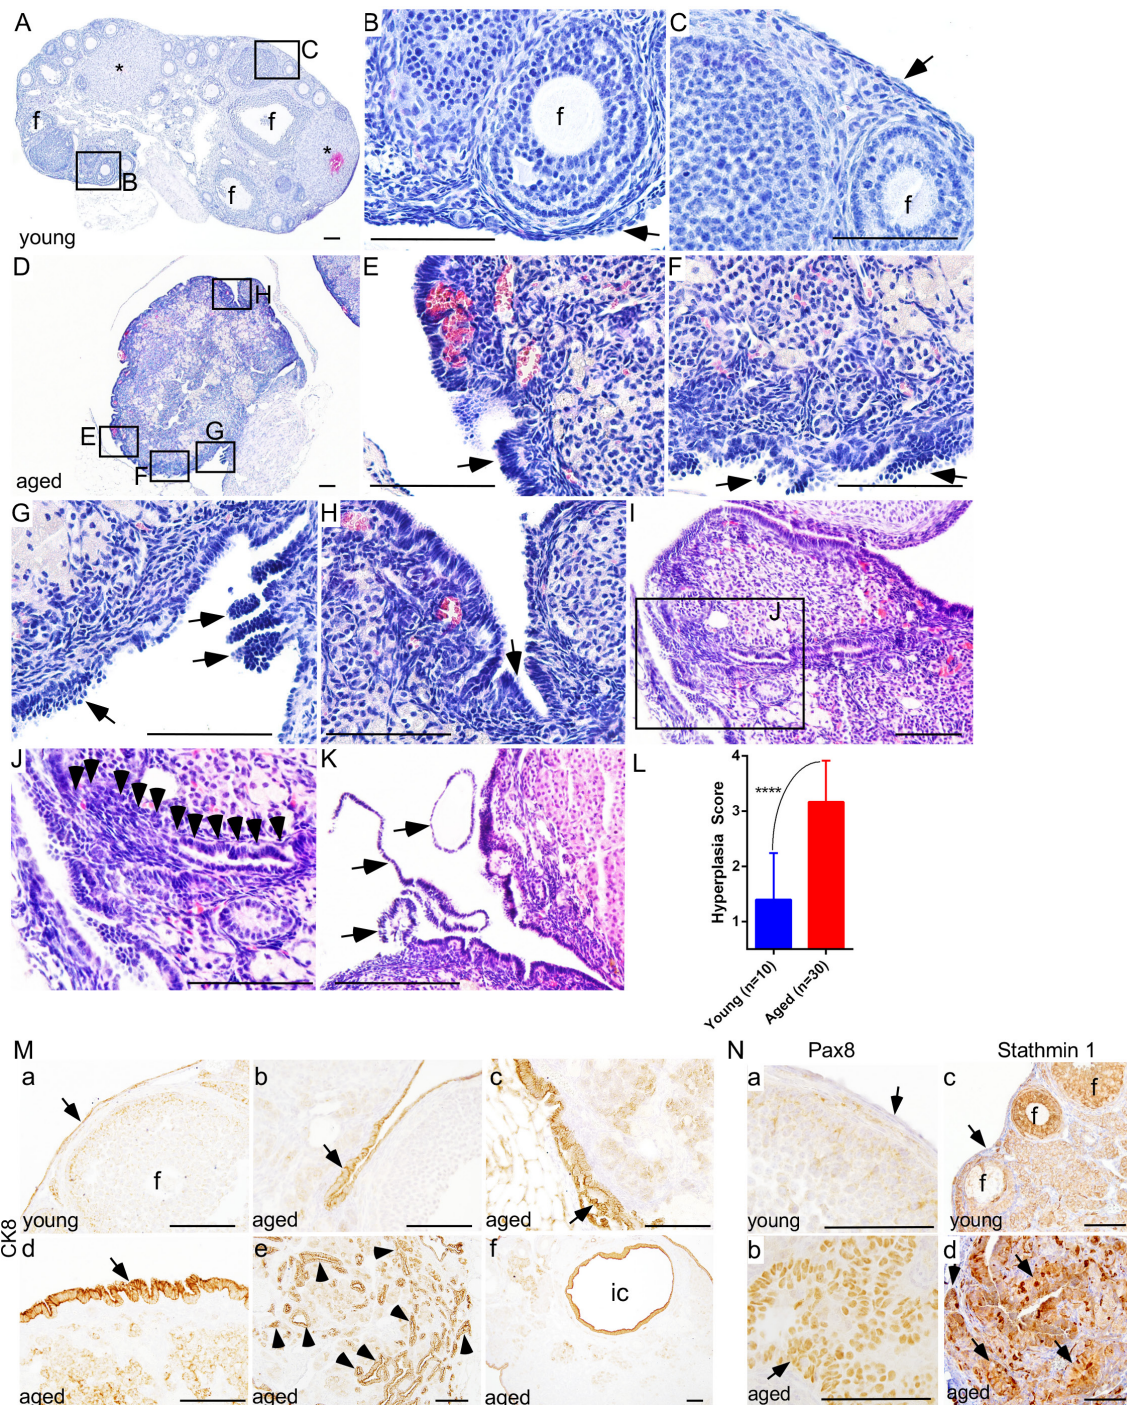 A
*
C
f
f
*
B
f
young
B
f
C
f
D
H
E
G
F
aged
E
F
G
H
I
J
J
K
L
4
3
2
1
Hyperplasia Score
****
Young (n=10)
Aged (n=30)
M
CK8
a
f
young
b
aged
c
aged
d
aged
e
aged
f
ic
aged
N
Pax8
Stathmin 1
a
young
c
f
f
f
young
b
aged
d
aged